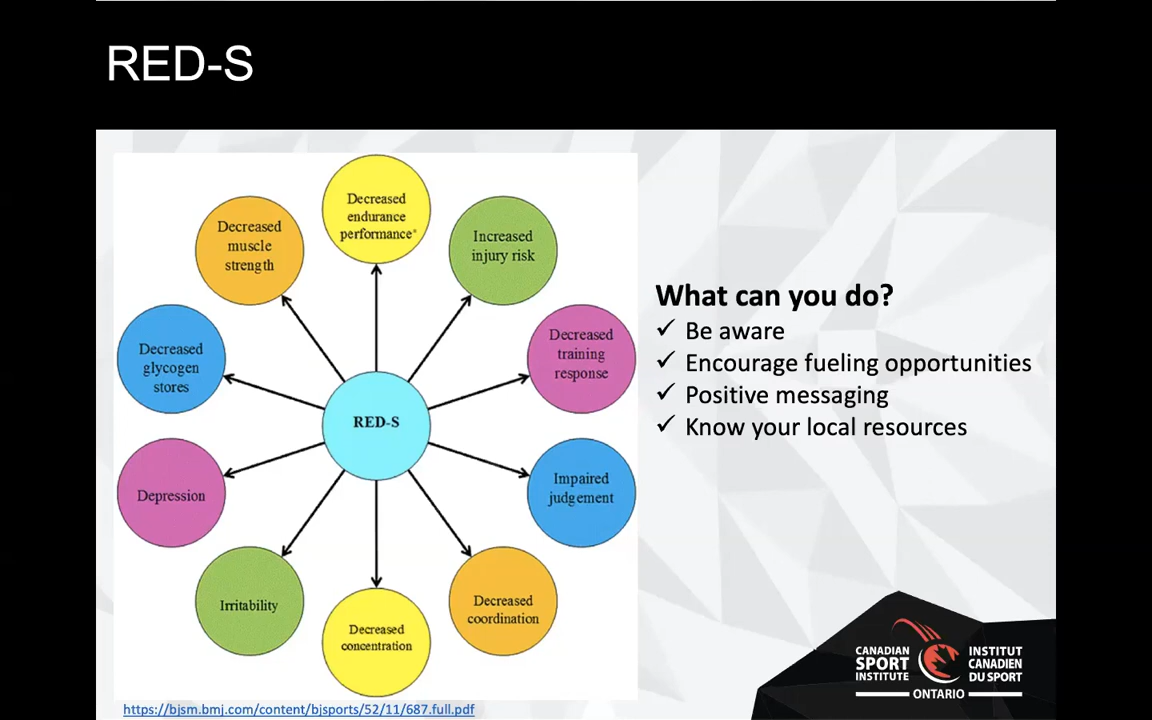 RED-S
Decreased
endurance
performance*
Increased
injury risk
Decreased
training
response
Impaired
judgement
Decreased
coordination
Decreased
concentration
Irritability
Depression
Decreased
glycogen
stores
Decreased
muscle
strength
RED-S
What can you do?
✓ Be aware
✓ Encourage fueling opportunities
✓ Positive messaging
✓ Know your local resources
https://bjsm.bmj.com/content/bjsports/52/11/687.full.pdf
CANADIAN
SPORT
INSTITUTE
INSTITUT
CANADIEN
DU SPORT
ONTARIO